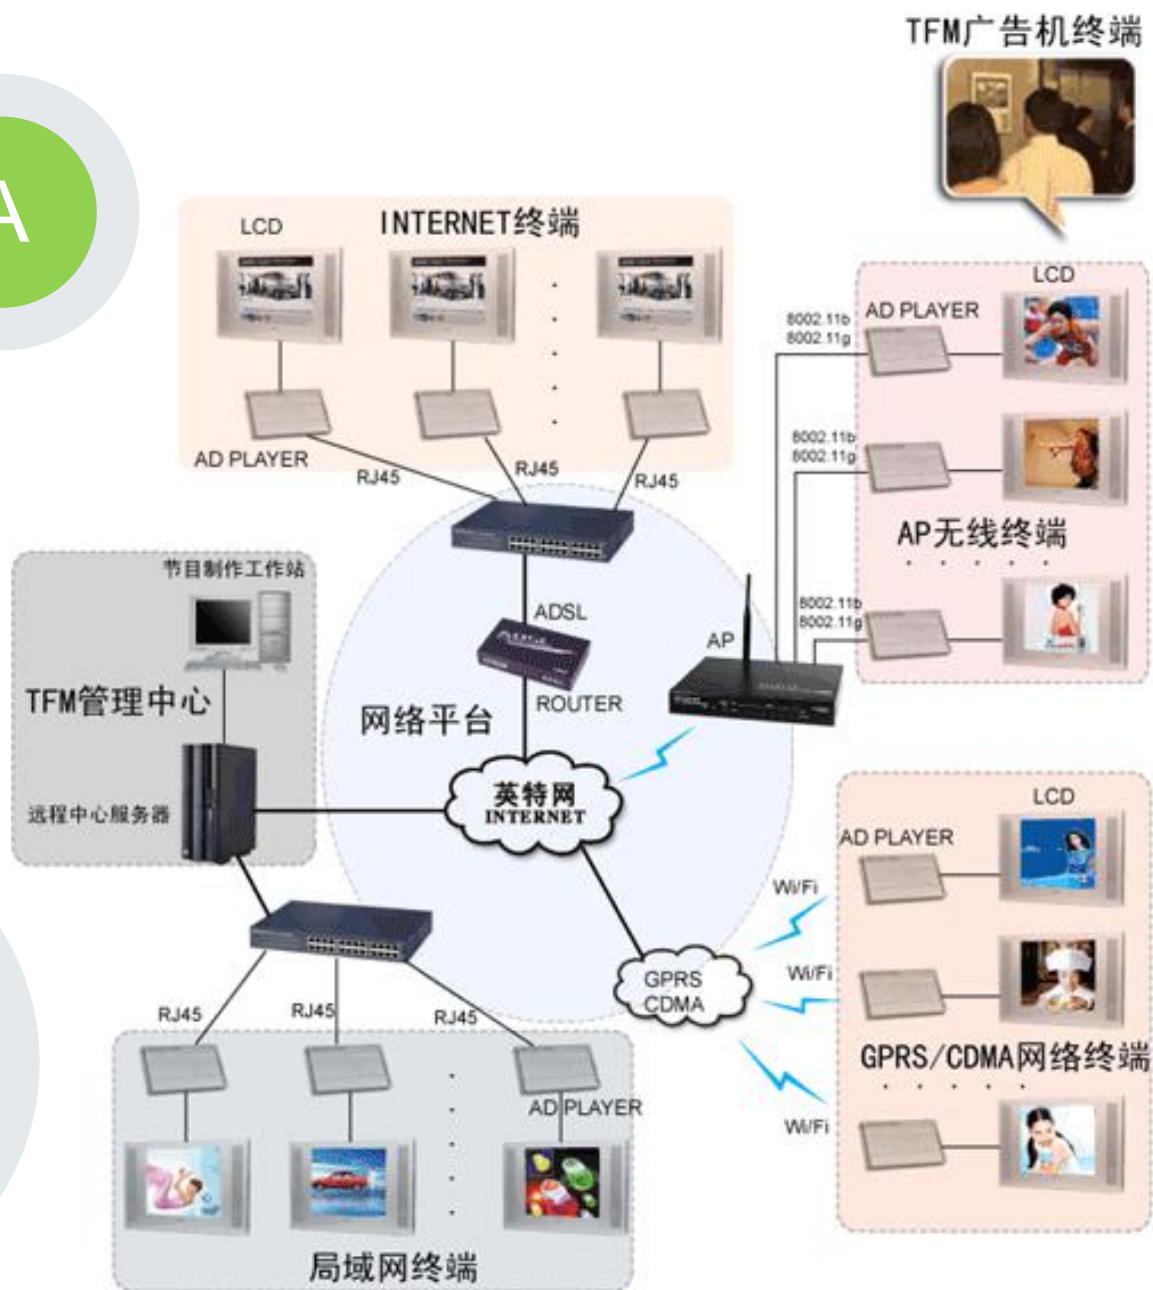 TFM广告机终端
A
LCD
INTERNET终端
AD PLAYER
RJ45
RJ45
RJ45
LCD
AD PLAYER
8002.11b
8002.11g
8002.11b
8002.11g
AP无线终端
8002.11b
8002.11g
节目制作工作站
TFM管理中心
远程中心服务器
ADSL
ROUTER
AP
网络平台
英特网
INTERNET
LCD
AD PLAYER
Wi/Fi
Wi/Fi
GPRS
CDMA
GPRS/CDMA网络终端
Wi/Fi
RJ45
RJ45
RJ45
AD PLAYER
局域网终端